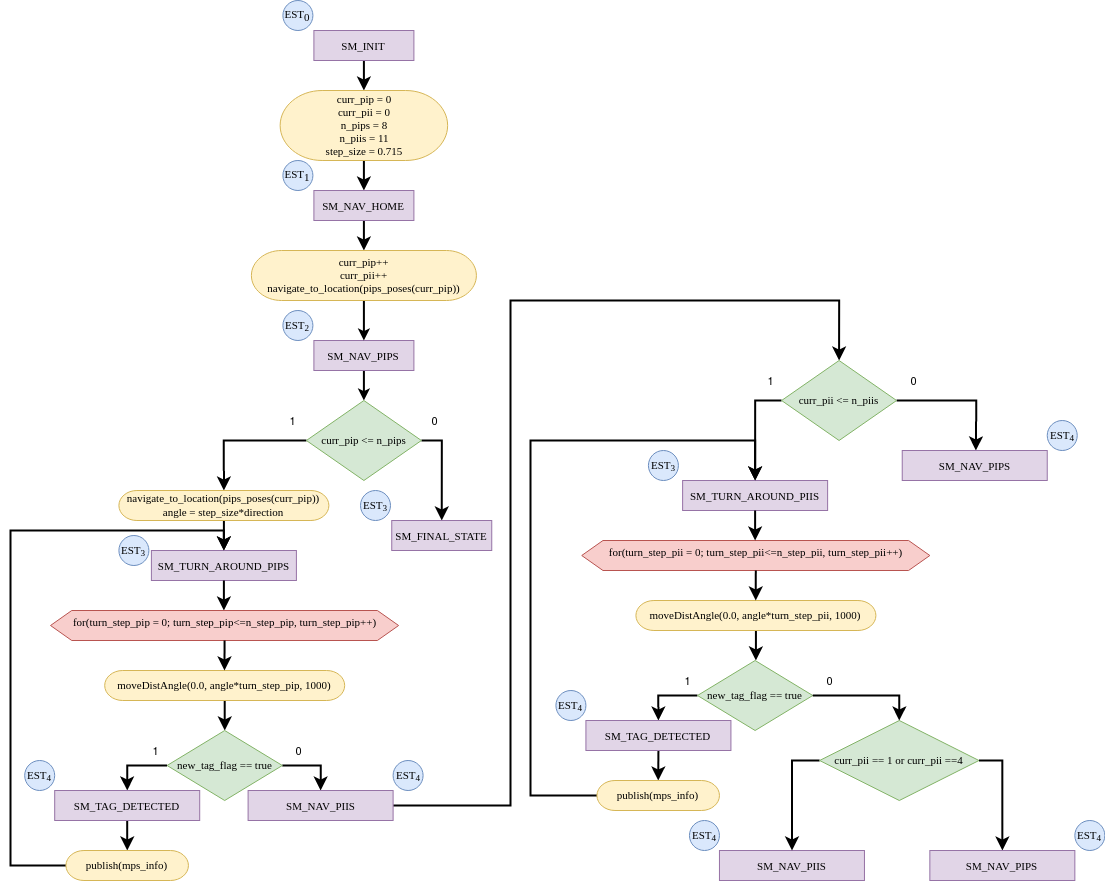 EST0
SM_INIT
curr_pip = 0
curr_pii = 0
n_pips = 8
n_piis = 11
step_size = 0.715
EST1
SM_NAV_HOME
curr_pip++
curr_pii++
navigate_to_location(pips_poses(curr_pip))
EST2
SM_NAV_PIPS
1
0
curr_pip <= n_pips
navigate_to_location(pips_poses(curr_pip))
angle = step_size*direction
EST3
SM_FINAL_STATE
EST3
SM_TURN_AROUND_PIPS
for(turn_step_pip = 0; turn_step_pip<=n_step_pip, turn_step_pip++)
moveDistAngle(0.0, angle*turn_step_pip, 1000)
1
0
new_tag_flag == true
EST4
SM_TAG_DETECTED
EST4
SM_NAV_PIIS
publish(mps_info)
1
0
curr_pii <= n_piis
EST4
SM_NAV_PIPS
EST3
SM_TURN_AROUND_PIIS
for(turn_step_pii = 0; turn_step_pii<=n_step_pii, turn_step_pii++)
moveDistAngle(0.0, angle*turn_step_pii, 1000)
1
0
new_tag_flag == true
EST4
SM_TAG_DETECTED
publish(mps_info)
curr_pii == 1 or curr_pii ==4
EST4
SM_NAV_PIIS
EST4
SM_NAV_PIPS